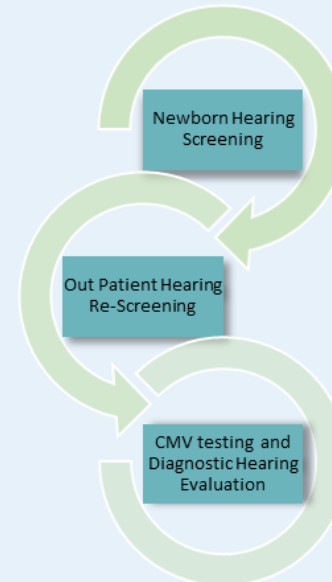 Newborn Hearing
Screening
Out Patient Hearing
Re-Screening
CMV testing and
Diagnostic Hearing
Evaluation